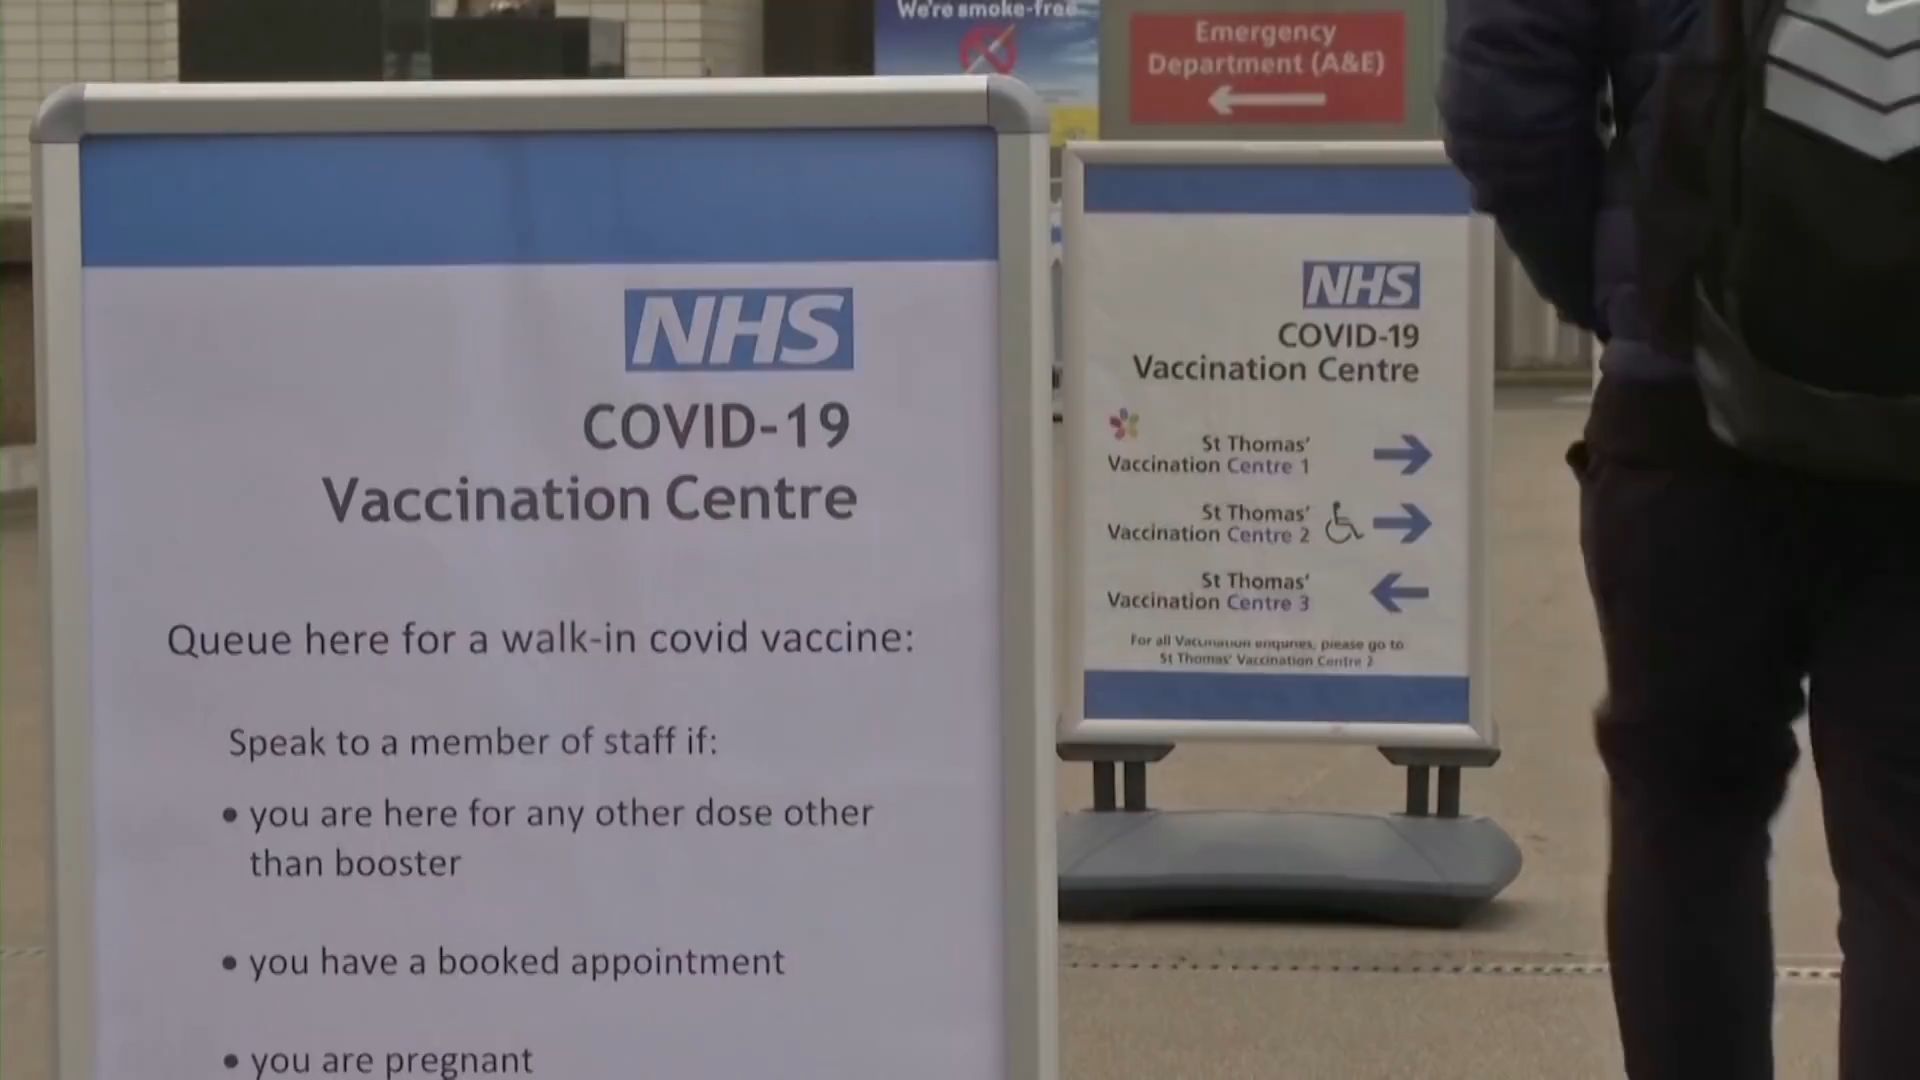 We're smoke-free
Emergency
Department (A&E)
NHS
COVID-19
Vaccination Centre
Queue here for a walk-in covid vaccine:
Speak to a member of staff if:
• you are here for any other dose other
than booster
• you have a booked appointment
• you are pregnant
NHS
COVID-19
Vaccination Centre
St Thomas'
Vaccination Centre 1
St Thomas'
Vaccination Centre 2
St Thomas'
Vaccination Centre 3
For all Vaccination enquiries, please go to
St Thomas' Vaccination Centre 2